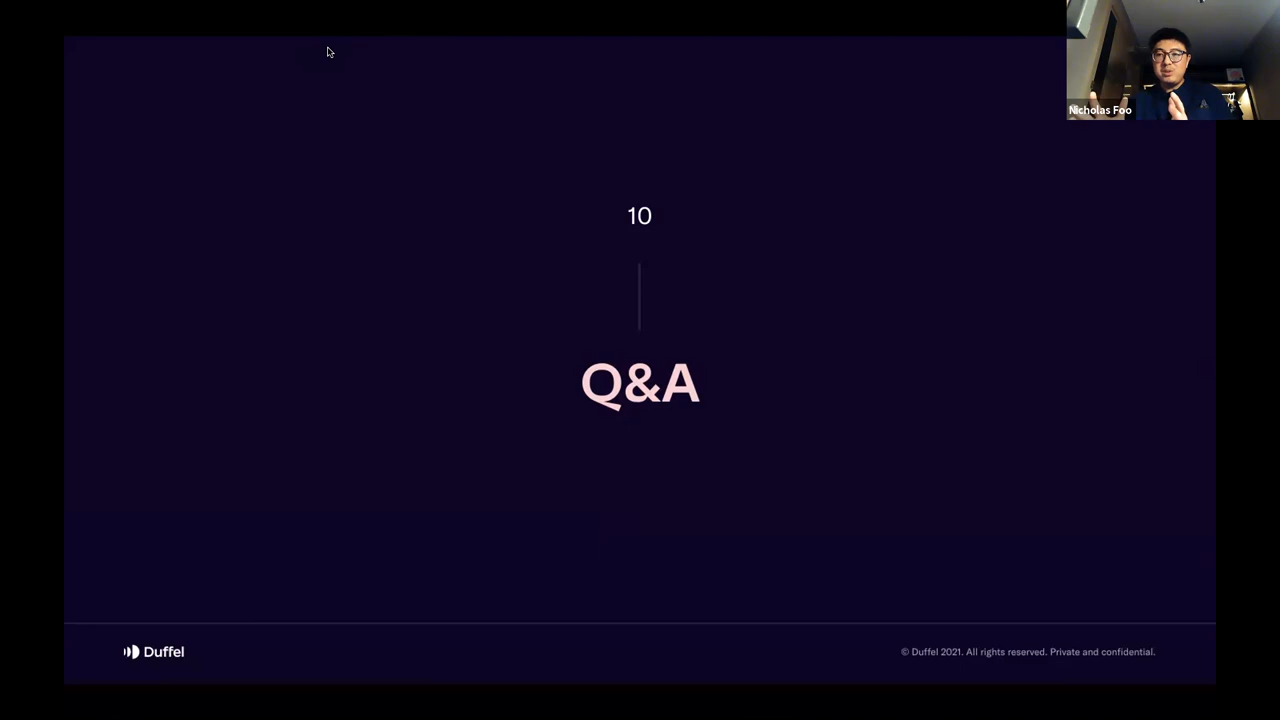 Nicholas Foo
10
Q&A
Duffel
© Duffel 2021. All rights reserved. Private and confidential.